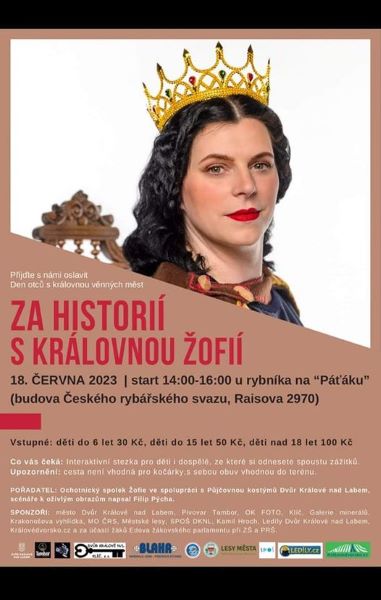 Přijďte s námi oslavit
Den otců s královnou věnných měst
ZA HISTORIÍ
S KRÁLOVNOU ŽOFIÍ
18. ČERVNA 2023 | start 14:00-16:00 u rybníka na “Páťáku”
(budova Českého rybářského svazu, Raisova 2970)
Vstupné: děti do 6 let 30 Kč, děti do 15 let 50 Kč, děti nad 18 let 100 Kč
Co vás čeká: Interaktivní stezka pro děti i dospělé, ze které si odnesete spoustu zážitků.
Upozornění: cesta není vhodná pro kočárky, s sebou obuv vhodnou do terénu.
POŘADATEL: Ochotnický spolek Žofie ve spolupráci s Půjčovnou kostýmů Dvůr Králové nad Labem,
scénáře k oživlým obrazům napsal Filip Pýcha.
SPONZOŘI: město Dvůr Králové nad Labem, Pivovar Tambor, OK FOTO, Klíč, Galerie minerálů,
Krakonošova vyhlídka, MO ČRS, Městské lesy, SPOŠ DKNL, Kamil Hroch, Ledily Dvůr Králové nad Labem,
Královédvorsko.cz a za účasti žáků Edova žákovského parlamentu při ZŠ a PRŠ.
BLAHA
LESY MĚSTA
LEDILY.cz